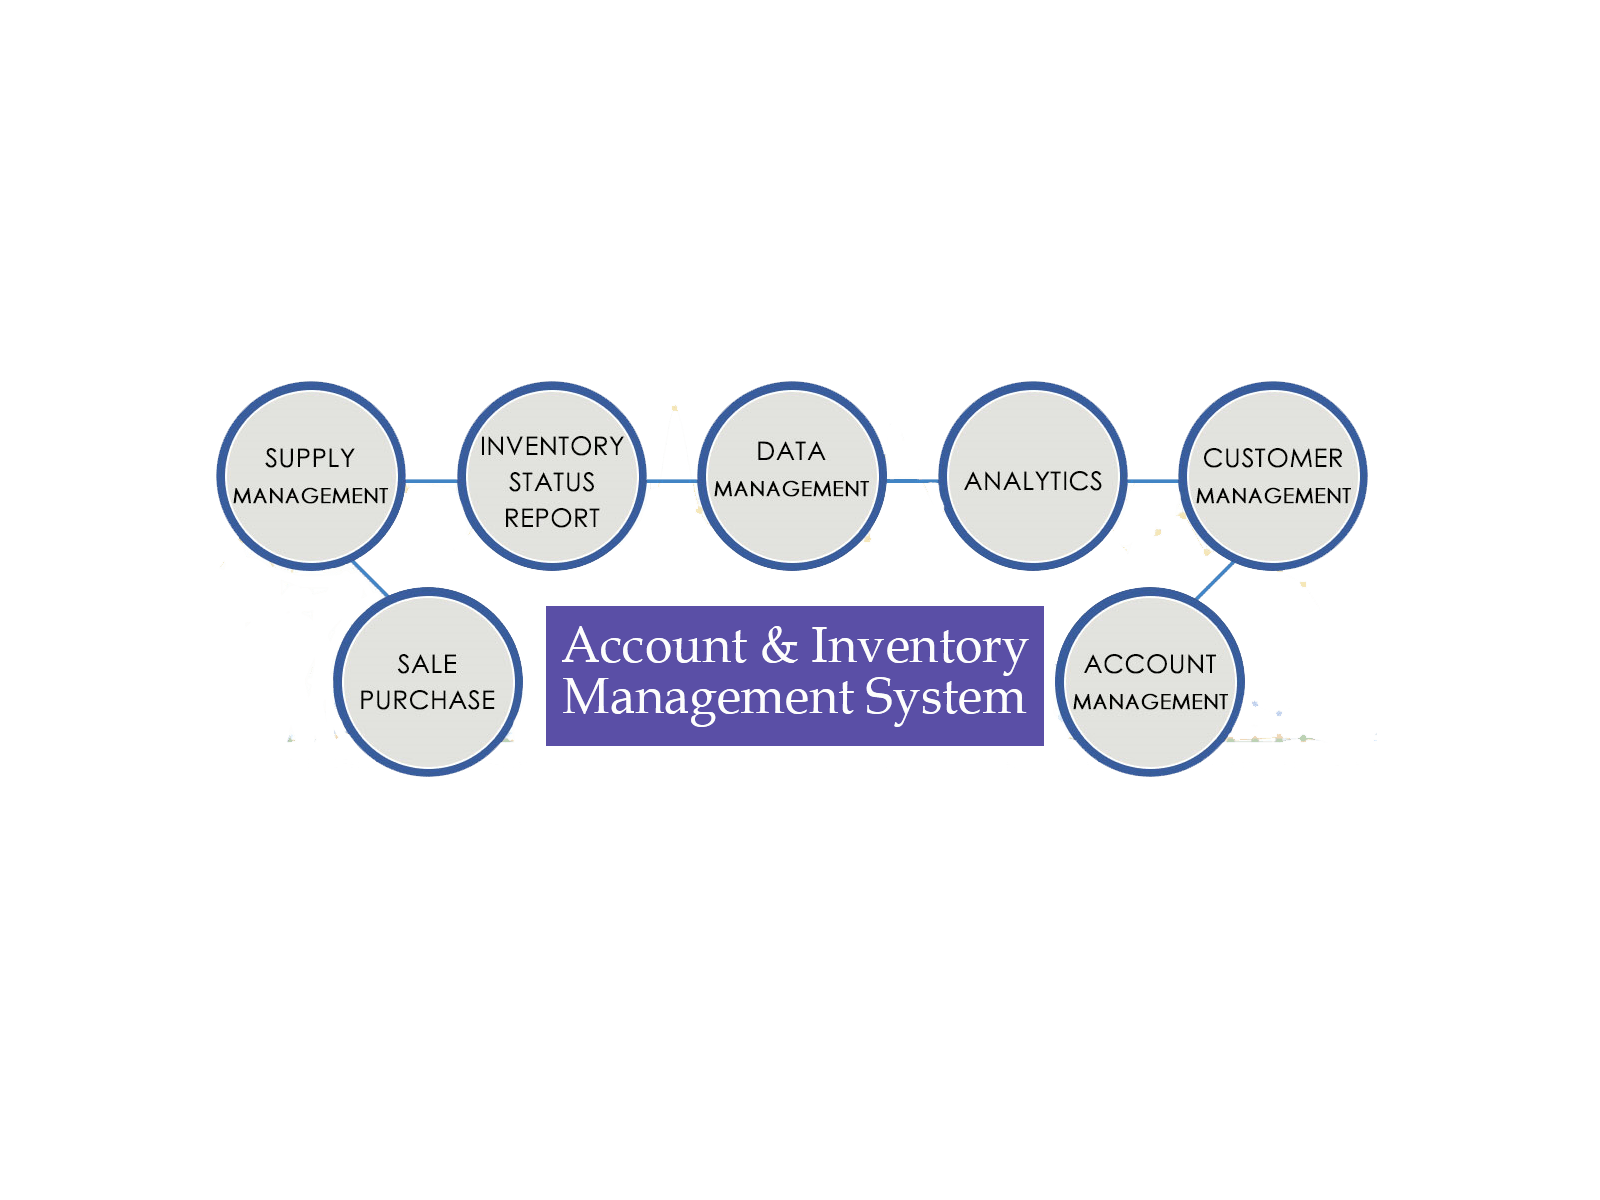 SUPPLY
MANAGEMENT
INVENTORY
STATUS
REPORT
DATA
MANAGEMENT
ANALYTICS
CUSTOMER
MANAGEMENT
SALE
PURCHASE
Account & Inventory
Management System
ACCOUNT
MANAGEMENT